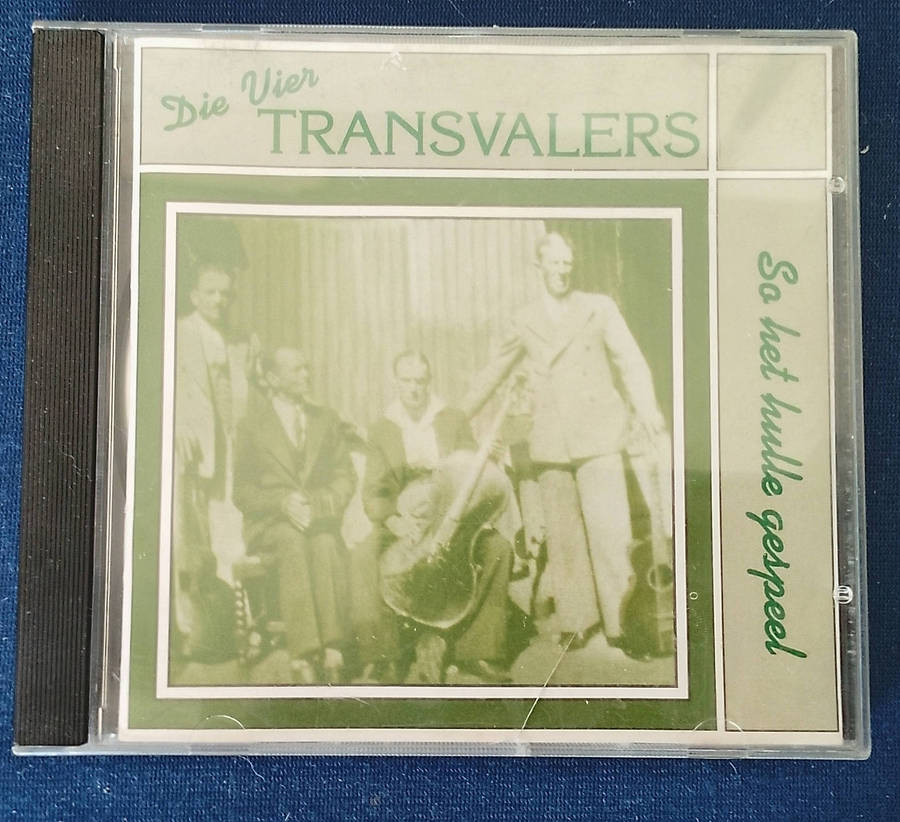 Die Vier
TRANSVALERS
So het hulle gespeel